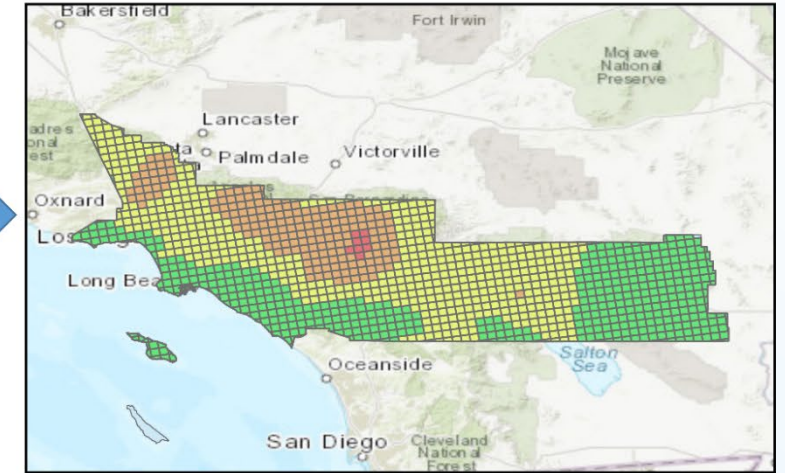 Bakersfield
Fort Irwin
Mojave
National
Preserve
Lancaster
Palmdale
Victorville
Oxnard
Los
Long Bea
Oceanside
Salton
Sea
San Diego
Cleveland
National
Forest